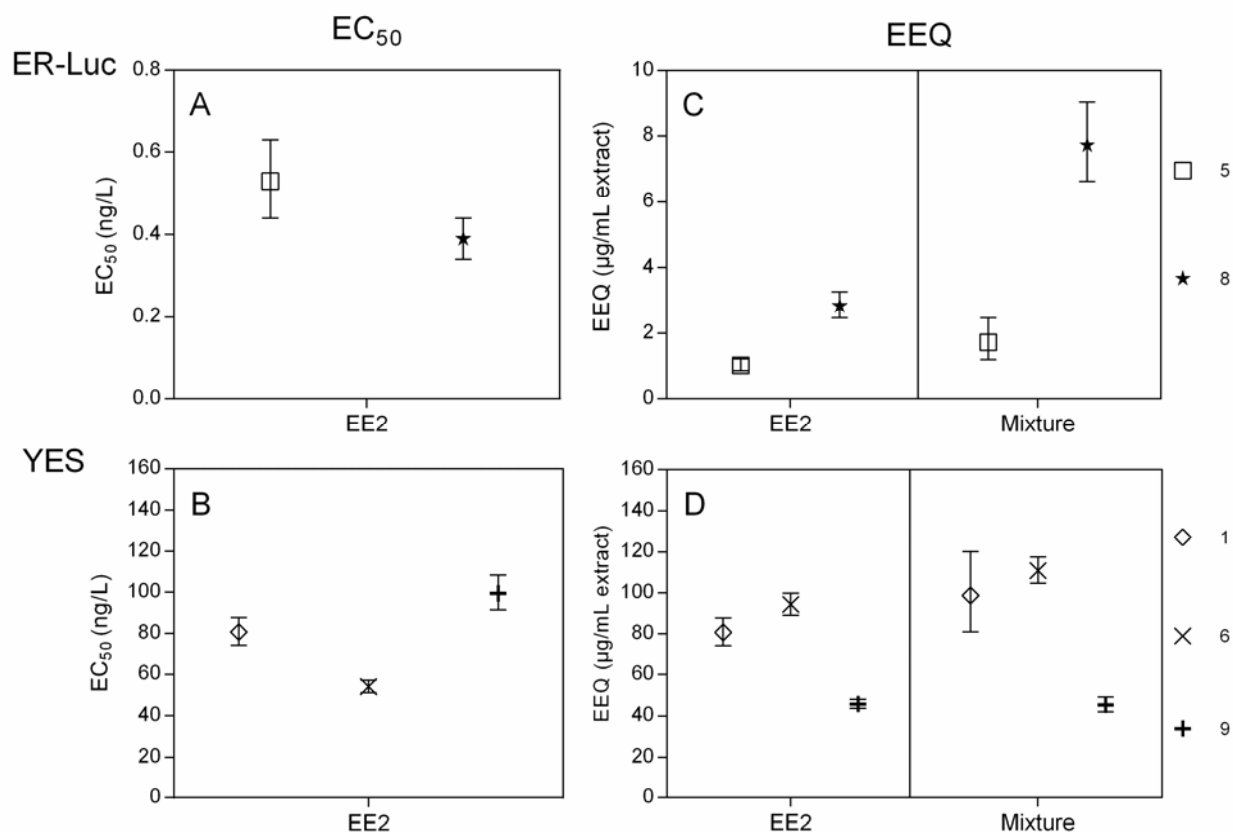 EC50
EEQ
ER-Luc
A
EC50 (ng/L)
0.8
0.6
0.4
0.2
0.0
EE2
C
EEQ (µg/mL extract)
10
8
6
4
2
0
EE2
Mixture
5
8
YES
B
EC50 (ng/L)
160
140
120
100
80
60
40
20
0
EE2
D
EEQ (µg/mL extract)
160
140
120
100
80
60
40
20
0
EE2
Mixture
1
6
9